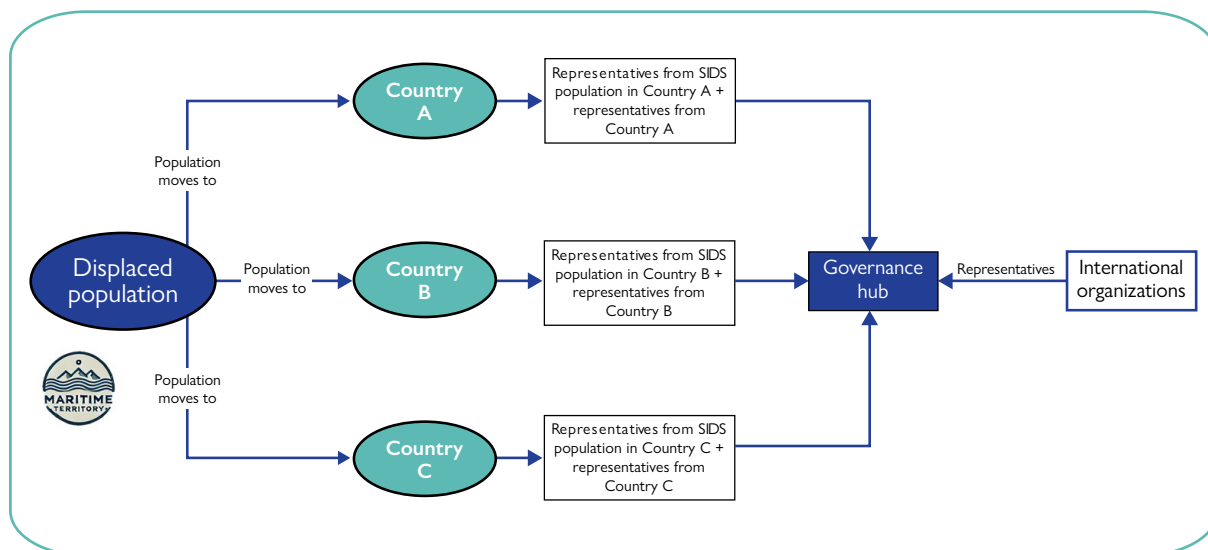 Country
A
Representatives from SIDS
population in Country A +
representatives from
Country A
Population
moves to
Displaced
population
Population
moves to
Country
B
Representatives from SIDS
population in Country B +
representatives from
Country B
Governance
hub
Representatives
International
organizations
MARITIME
TERRITORY
Population
moves to
Country
C
Representatives from SIDS
population in Country C +
representatives from
Country C